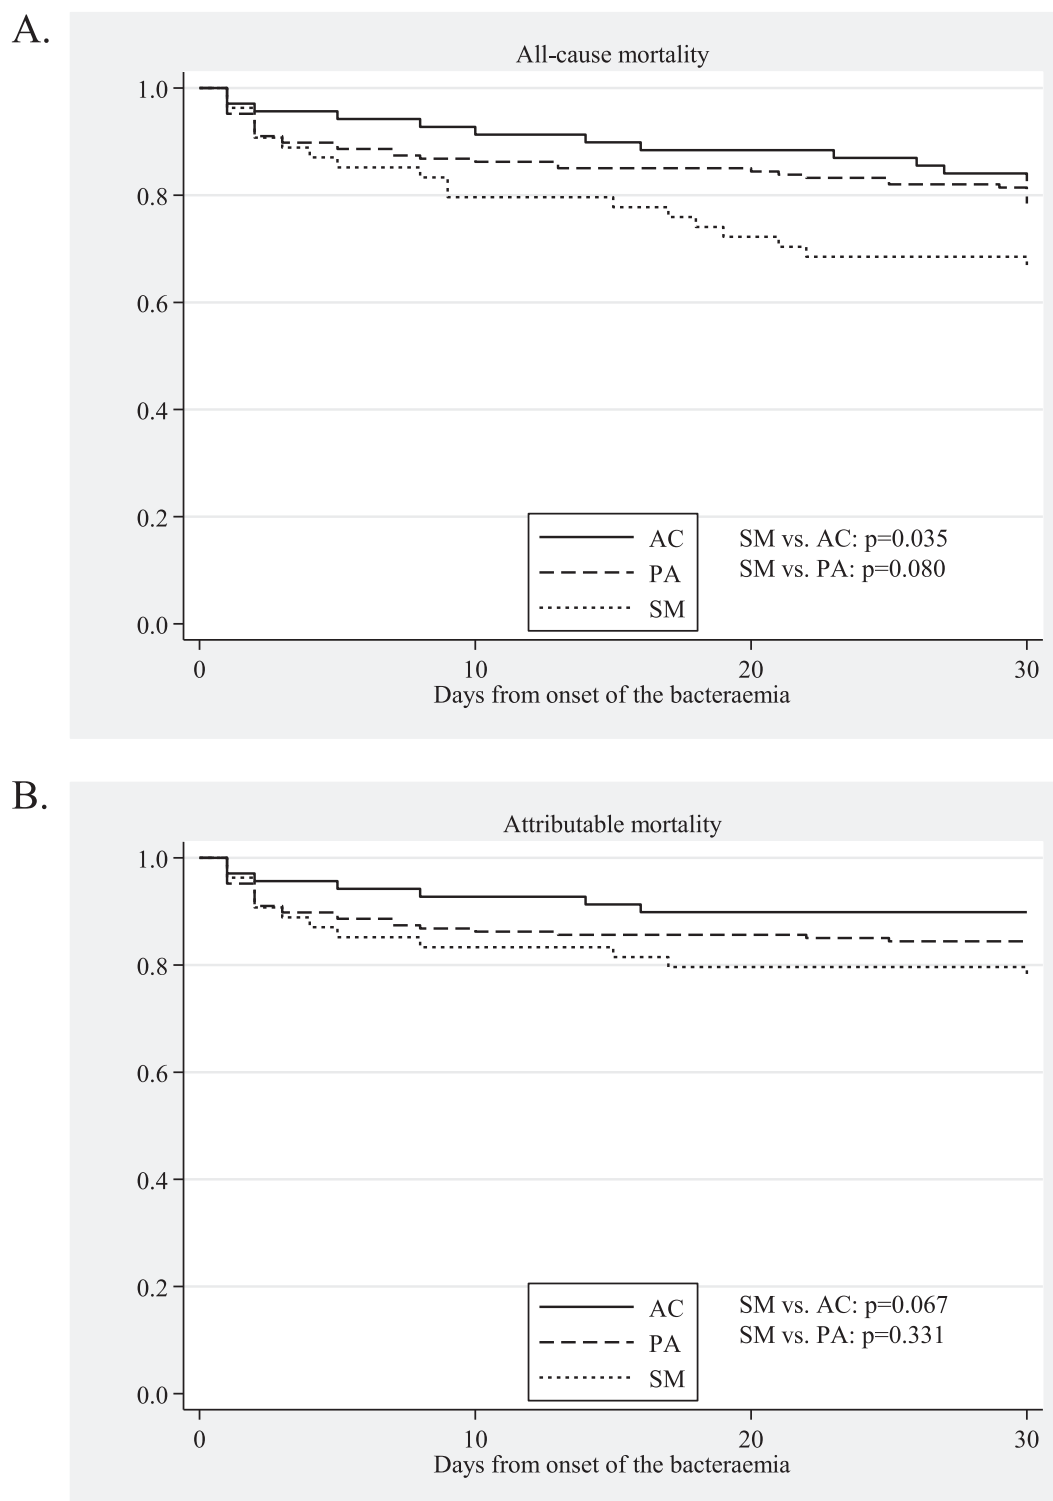 A.
All-cause mortality
1.0
0.8
0.6
0.4
0.2
0.0
AC
PA
SM
SM vs. AC: p=0.035
SM vs. PA: p=0.080
0 10 20 30
Days from onset of the bacteraemia
B.
Attributable mortality
1.0
0.8
0.6
0.4
0.2
0.0
AC
PA
SM
SM vs. AC: p=0.067
SM vs. PA: p=0.331
0 10 20 30
Days from onset of the bacteraemia